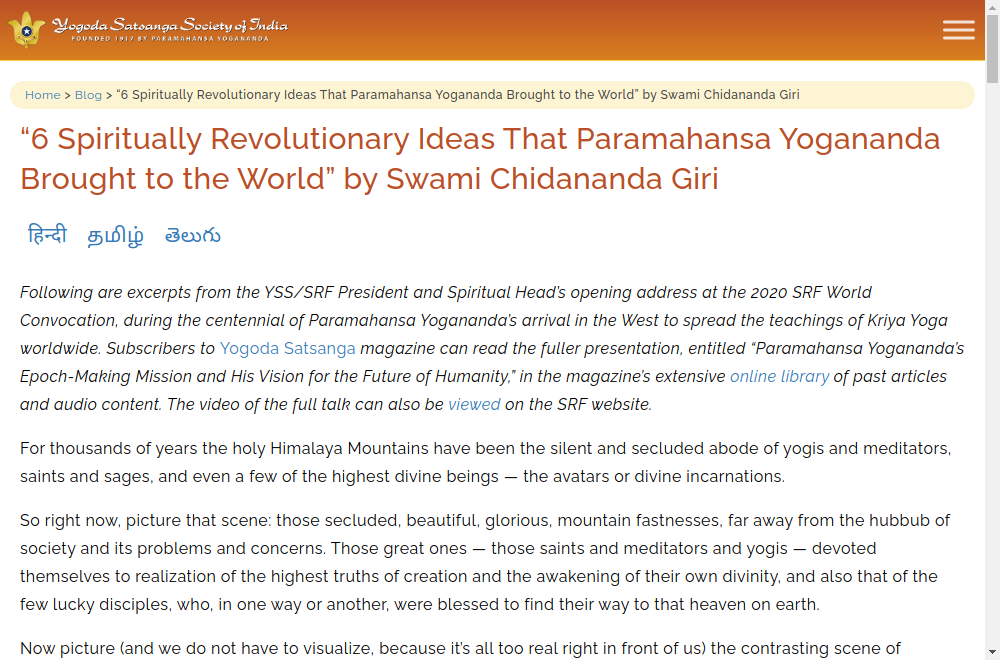 Yogoda Satsanga Society of India
FOUNDED 1917 BY PARAMAHANSA YOGANANDA
Home > Blog > “6 Spiritually Revolutionary Ideas That Paramahansa Yogananda Brought to the World” by Swami Chidananda Giri
“6 Spiritually Revolutionary Ideas That Paramahansa Yogananda
Brought to the World” by Swami Chidananda Giri
हिन्दी தமிழ் తెలుగు
Following are excerpts from the YSS/SRF President and Spiritual Head’s opening address at the 2020 SRF World
Convocation, during the centennial of Paramahansa Yogananda’s arrival in the West to spread the teachings of Kriya Yoga
worldwide. Subscribers to Yogoda Satsanga magazine can read the fuller presentation, entitled “Paramahansa Yogananda’s
Epoch-Making Mission and His Vision for the Future of Humanity,” in the magazine’s extensive online library of past articles
and audio content. The video of the full talk can also be viewed on the SRF website.
For thousands of years the holy Himalaya Mountains have been the silent and secluded abode of yogis and meditators,
saints and sages, and even a few of the highest divine beings — the avatars or divine incarnations.
So right now, picture that scene: those secluded, beautiful, glorious, mountain fastnesses, far away from the hubbub of
society and its problems and concerns. Those great ones — those saints and meditators and yogis — devoted
themselves to realization of the highest truths of creation and the awakening of their own divinity, and also that of the
few lucky disciples, who, in one way or another, were blessed to find their way to that heaven on earth.
Now picture (and we do not have to visualize, because it’s all too real right in front of us) the contrasting scene of